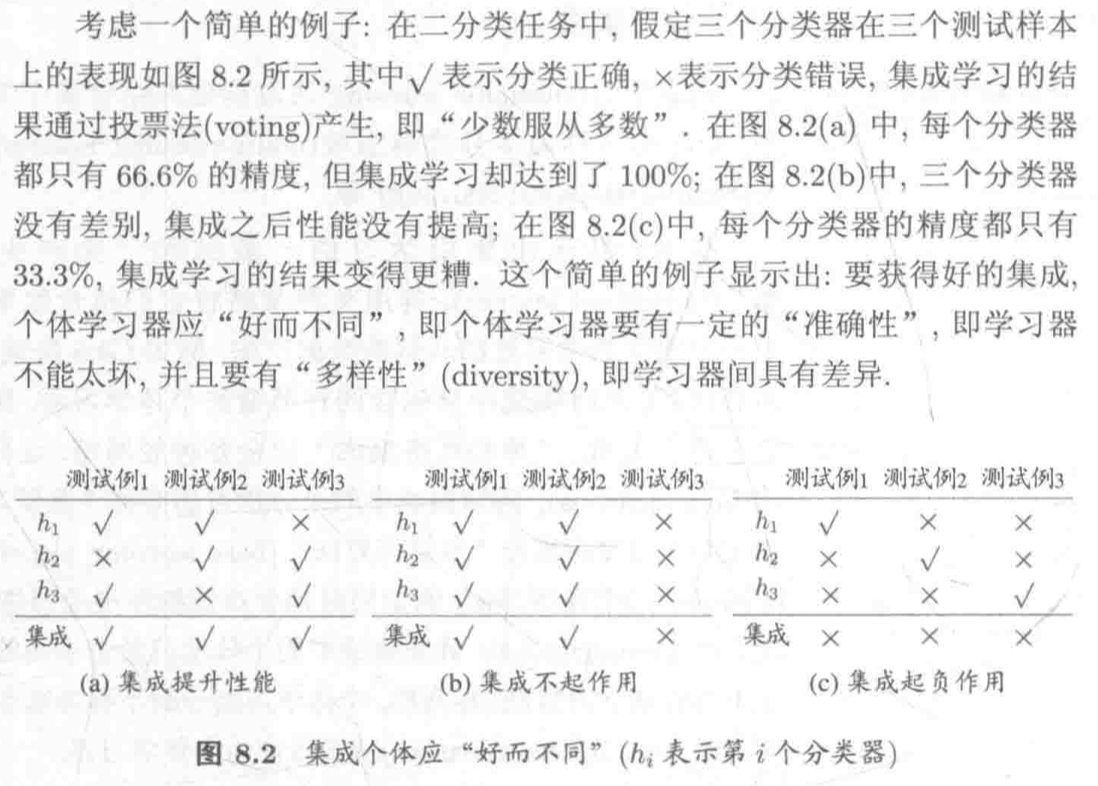 考虑一个简单的例子: 在二分类任务中, 假定三个分类器在三个测试样本
上的表现如图 8.2 所示, 其中√ 表示分类正确, ×表示分类错误, 集成学习的结
果通过投票法(voting)产生, 即“少数服从多数”. 在图 8.2(a) 中, 每个分类器
都只有 66.6% 的精度, 但集成学习却达到了 100%; 在图 8.2(b)中, 三个分类器
没有差别, 集成之后性能没有提高; 在图 8.2(c)中, 每个分类器的精度都只有
33.3%, 集成学习的结果变得更糟. 这个简单的例子显示出: 要获得好的集成,
个体学习器应“好而不同”, 即个体学习器要有一定的“准确性”, 即学习器
不能太坏, 并且要有“多样性”(diversity), 即学习器间具有差异.
测试例1 测试例2 测试例3 测试例1 测试例2 测试例3 测试例1 测试例2 测试例3
h₁ √ √ × h₁ √ √ × h₁ √ × ×
h₂ × √ √ h₂ √ √ × h₂ × √ ×
h₃ √ × √ h₃ √ √ × h₃ × × √
集成 √ √ √ 集成 √ √ × 集成 × × ×
(a) 集成提升性能 (b) 集成不起作用 (c) 集成起负作用
图 8.2 集成个体应“好而不同”(hᵢ 表示第 i 个分类器)